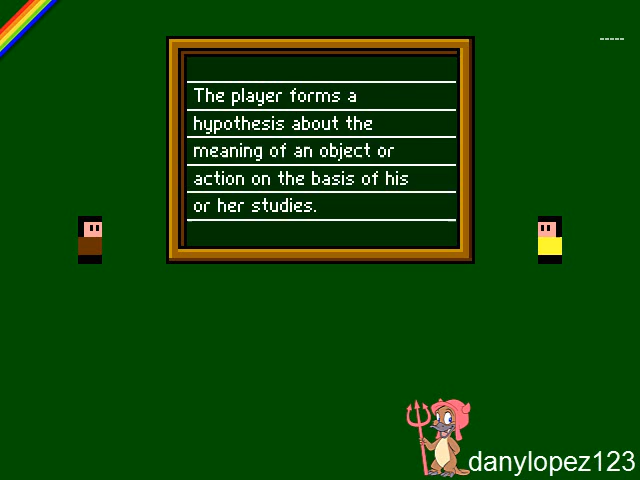 The player forms a
hypothesis about the
meaning of an object or
action on the basis of his
or her studies.
danylopez123